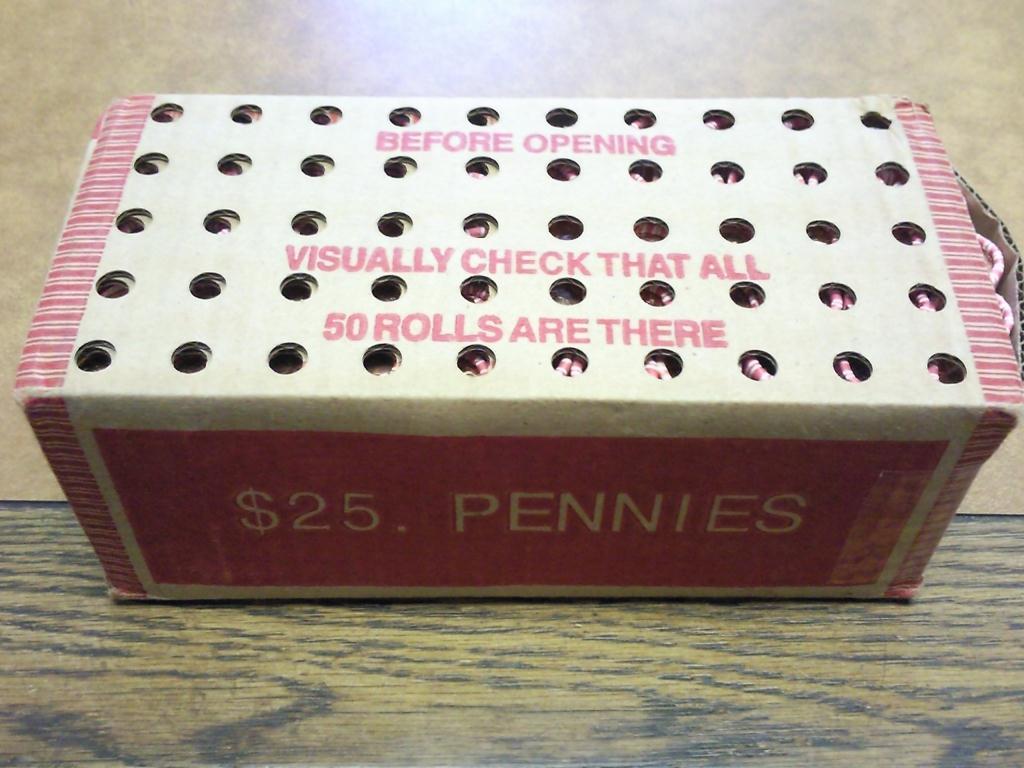 BEFORE OPENING
VISUALLY CHECK THAT ALL
50 ROLLS ARE THERE
$25. PENNIES